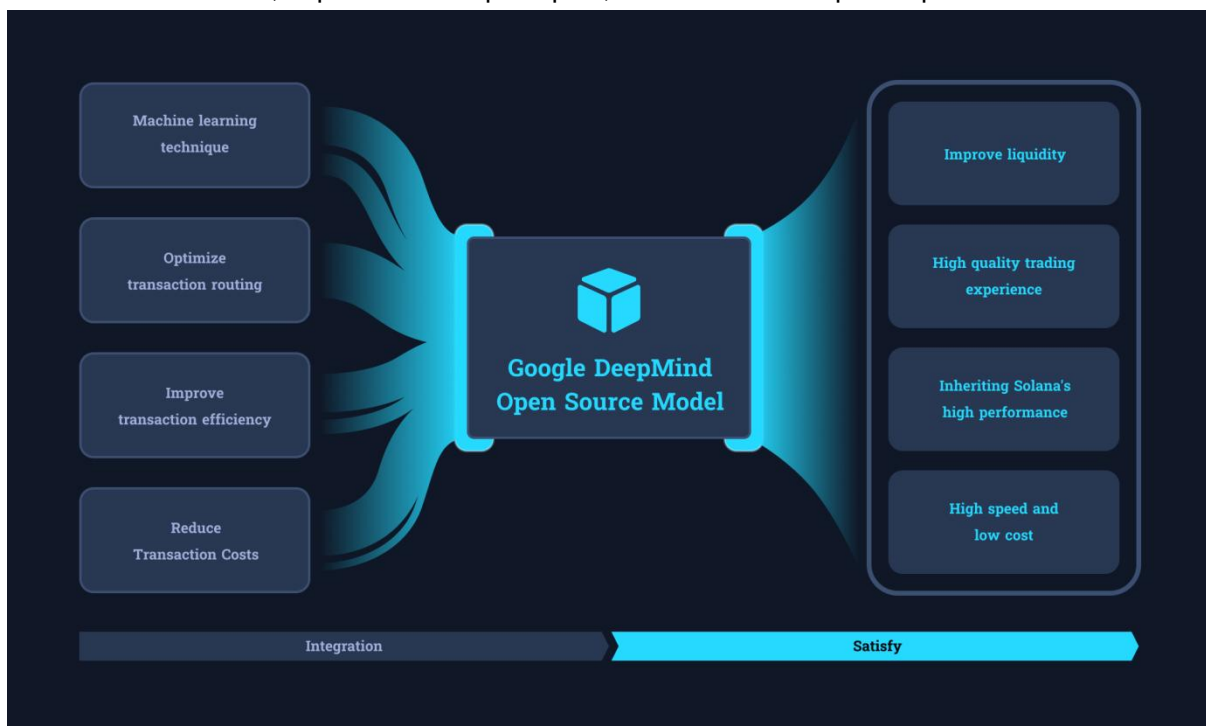 Machine learning
technique
Optimize
transaction routing
Improve
transaction efficiency
Reduce
Transaction Costs
Google DeepMind
Open Source Model
Improve liquidity
High quality trading
experience
Inheriting Solana's
high performance
High speed and
low cost
Integration
Satisfy